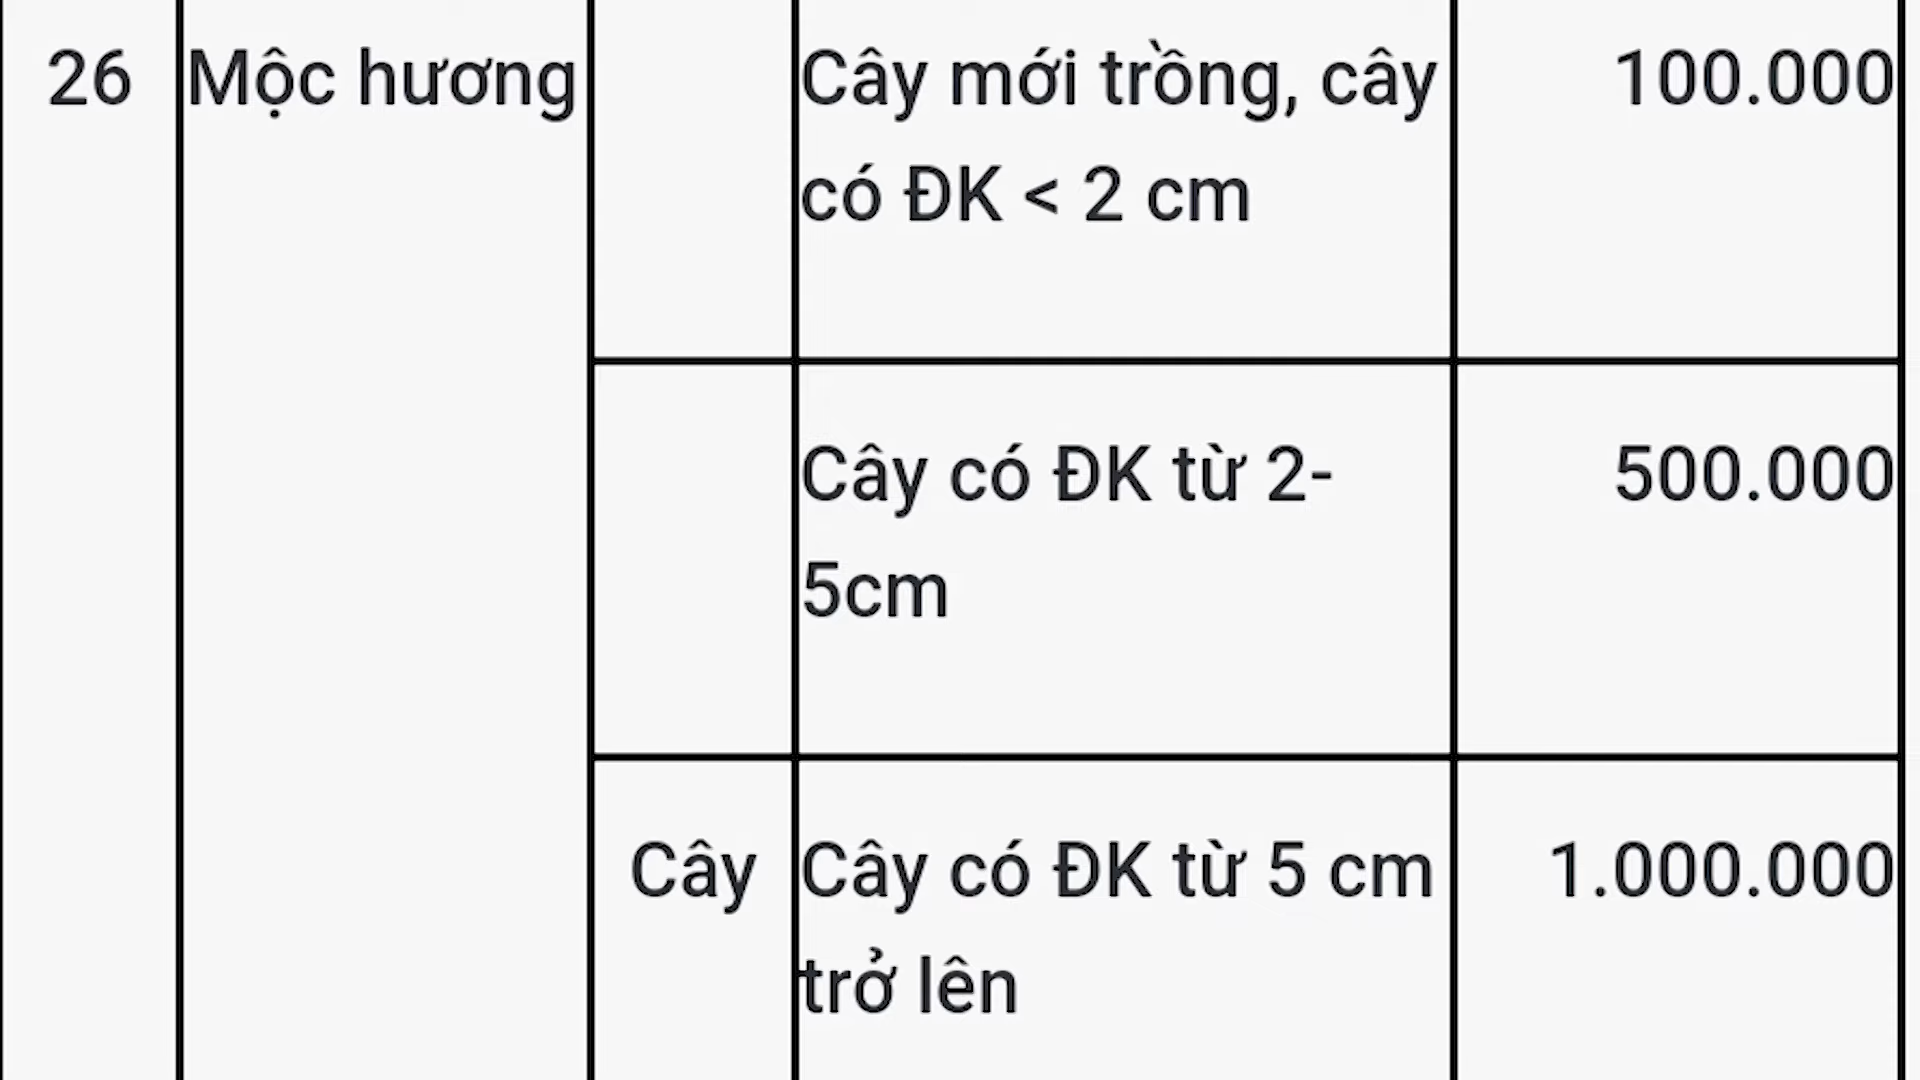 26 Mộc hương Cây mới trồng, cây 100.000
có ĐK < 2 cm
Cây có ĐK từ 2- 500.000
5cm
Cây Cây có ĐK từ 5 cm 1.000.000
trở lên